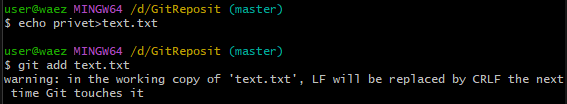 user@waez MINGW64 /d/GitReposit (master)
$ echo privet>text.txt
user@waez MINGW64 /d/GitReposit (master)
$ git add text.txt
warning: in the working copy of 'text.txt', LF will be replaced by CRLF the next
 time Git touches it